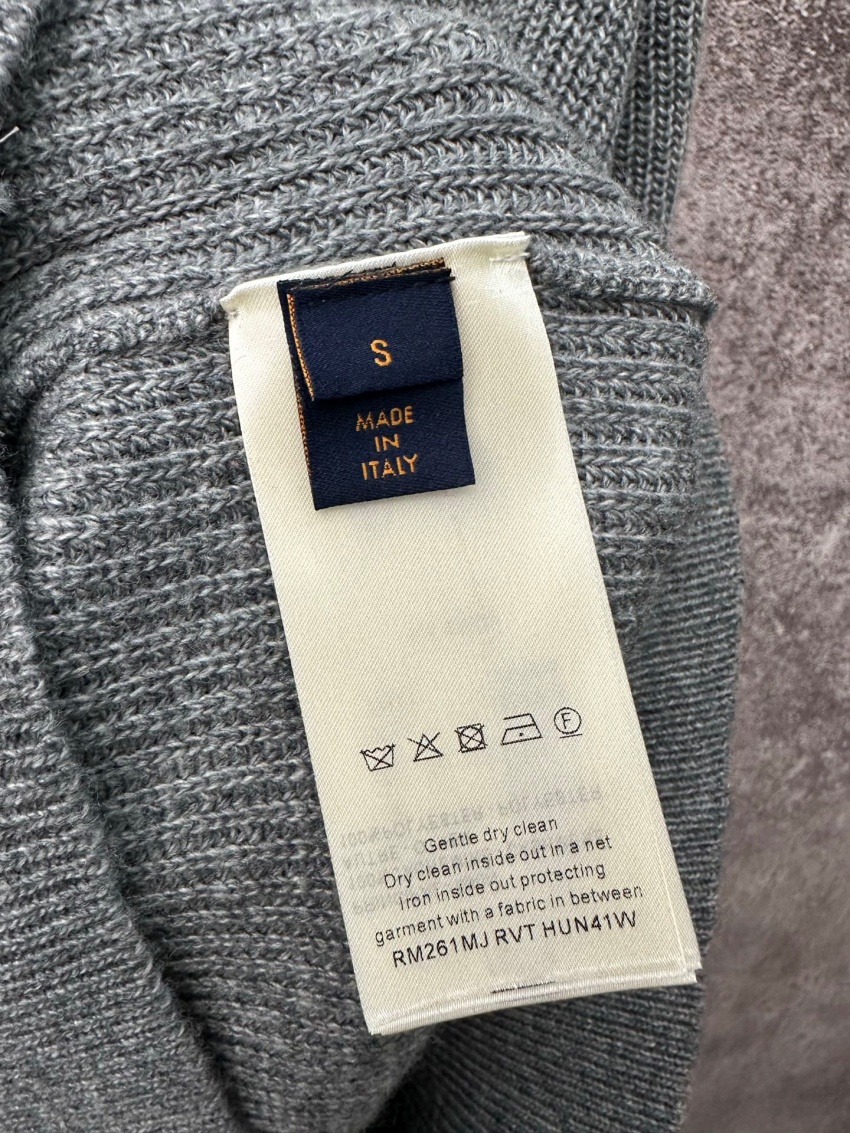 S
MADE
IN
ITALY
F
Gentle dry clean
Dry clean inside out in a net
Iron inside out protecting
garment with a fabric in between
RM261MJ RVT HUN41W